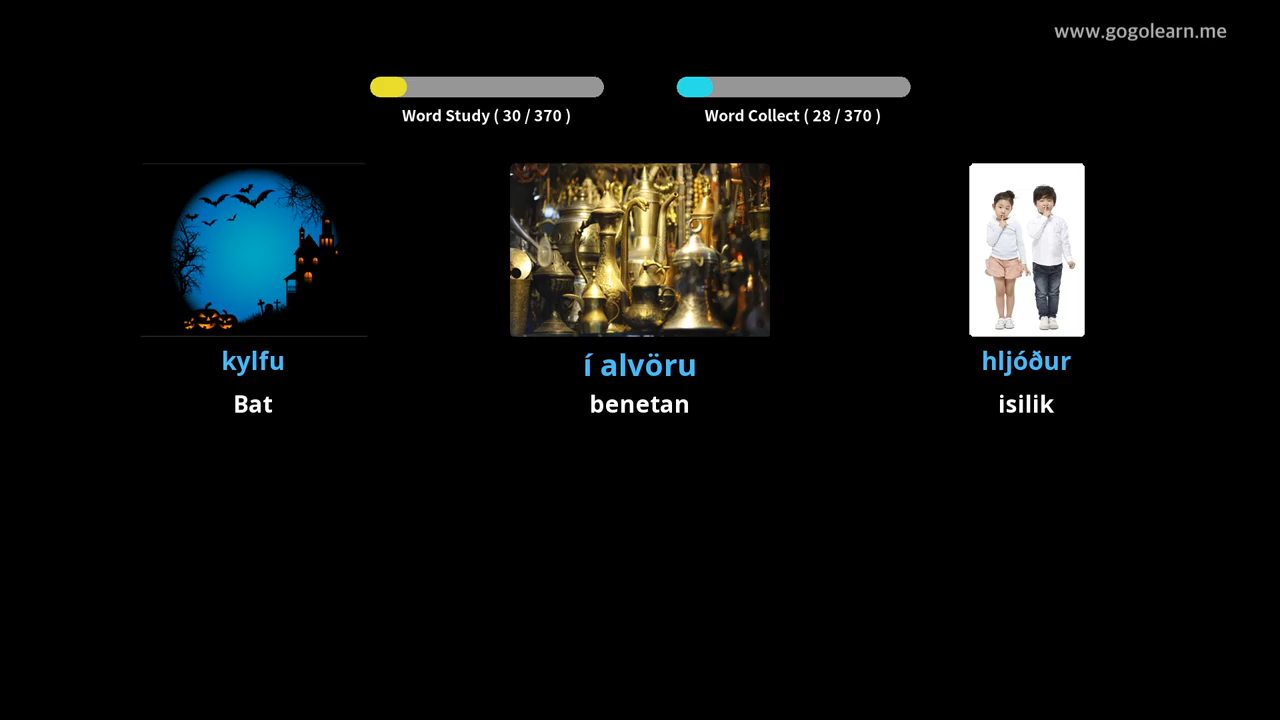 www.gogolearn.me
Word Study ( 30 / 370 )
Word Collect ( 28 / 370 )
kylfu
í alvöru
hljóður
Bat
benetan
isilik